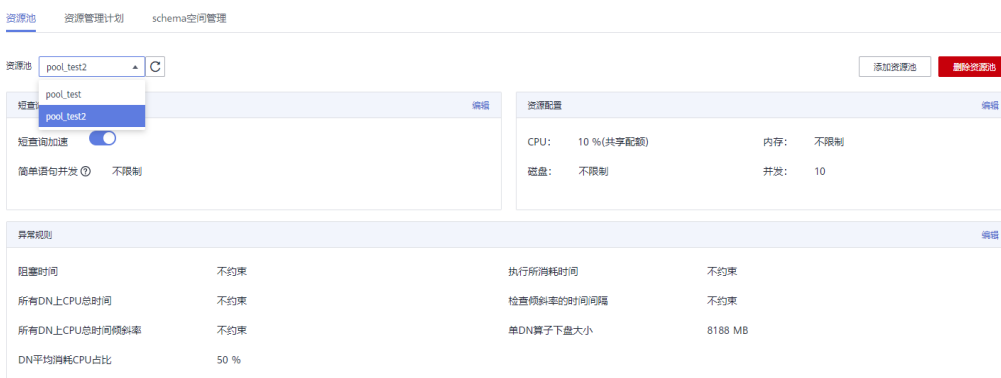 资源池 资源管理计划 schema空间管理
资源池 pool_test2 添加资源池 删除资源池
pool_test
pool_test2
短查 编辑
短查询加速
简单语句并发 ? 不限制
资源配置 编辑
CPU： 10 %(共享配额) 内存： 不限制
磁盘： 不限制 并发： 10
异常规则 编辑
阻塞时间 不约束 执行所消耗时间 不约束
所有DN上CPU总时间 不约束 检查倾斜率的时间间隔 不约束
所有DN上CPU总时间倾斜率 不约束 单DN算子下盘大小 8188 MB
DN平均消耗CPU占比 50 %